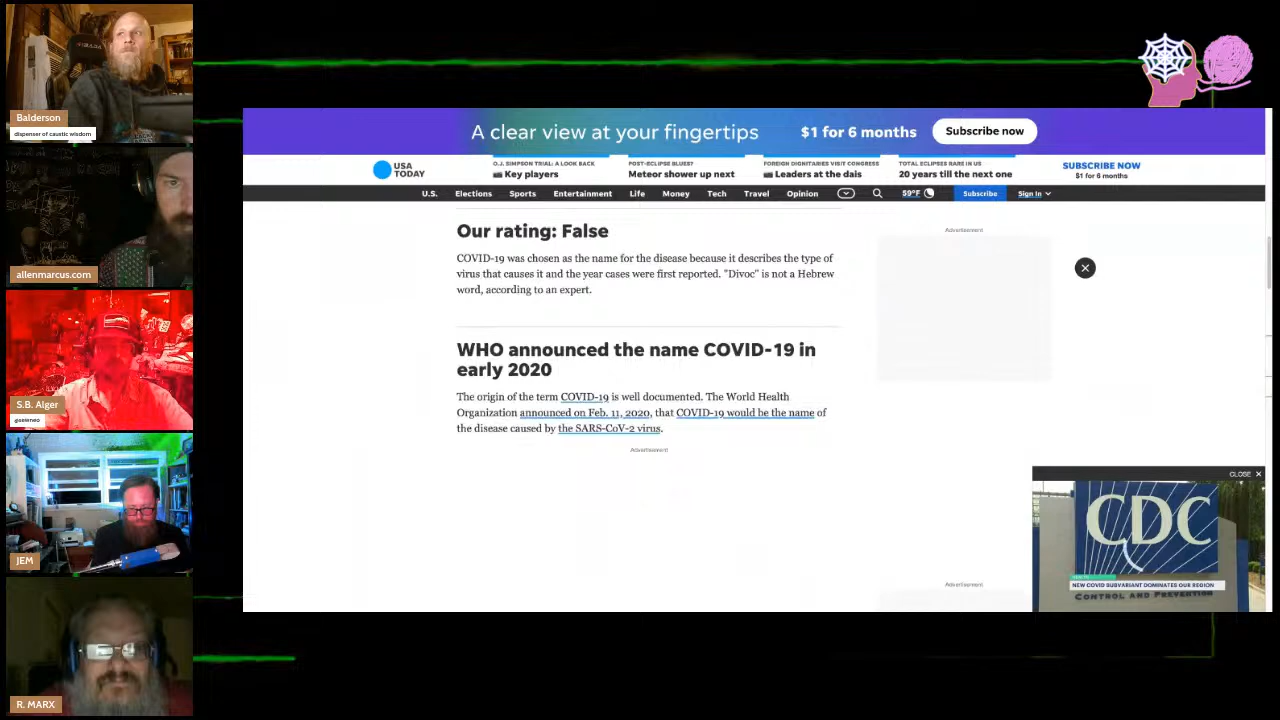 Balderson
dispenser of caustic wisdom
allenmarcus.com
S.B. Alger
JEM
R. MARX
A clear view at your fingertips
$1 for 6 months
Subscribe now
USA
TODAY
O.J. SIMPSON TRIAL: A LOOK BACK
Key players
POST-ECLIPSE BLUES?
Meteor shower up next
FOREIGN DIGNITARIES VISIT CONGRESS
Leaders at the dais
TOTAL ECLIPSES RARE IN US
20 years till the next one
SUBSCRIBE NOW
$1 for 6 months
U.S. Elections Sports Entertainment Life Money Tech Travel Opinion 59°F Subscribe Sign In
Our rating: False
COVID-19 was chosen as the name for the disease because it describes the type of
virus that causes it and the year cases were first reported. "Divoc" is not a Hebrew
word, according to an expert.
WHO announced the name COVID-19 in
early 2020
The origin of the term COVID-19 is well documented. The World Health
Organization announced on Feb. 11, 2020, that COVID-19 would be the name of
the disease caused by the SARS-CoV-2 virus.
Advertisement
Advertisement
Advertisement
CLOSE
CDC
HEALTH
NEW COVID SUBVARIANT DOMINATES OUR REGION
CONTROL AND PREVENTION